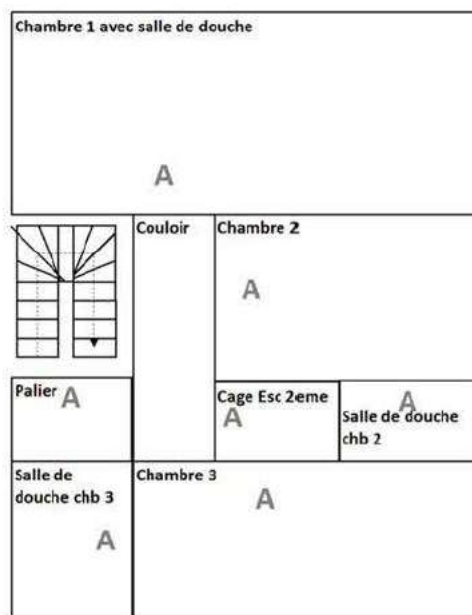 Chambre 1 avec salle de douche
A
Couloir
Chambre 2
A
Palier
A
Cage Esc 2eme
A
A
Salle de douche
chb 2
Salle de
douche chb 3
A
Chambre 3
A